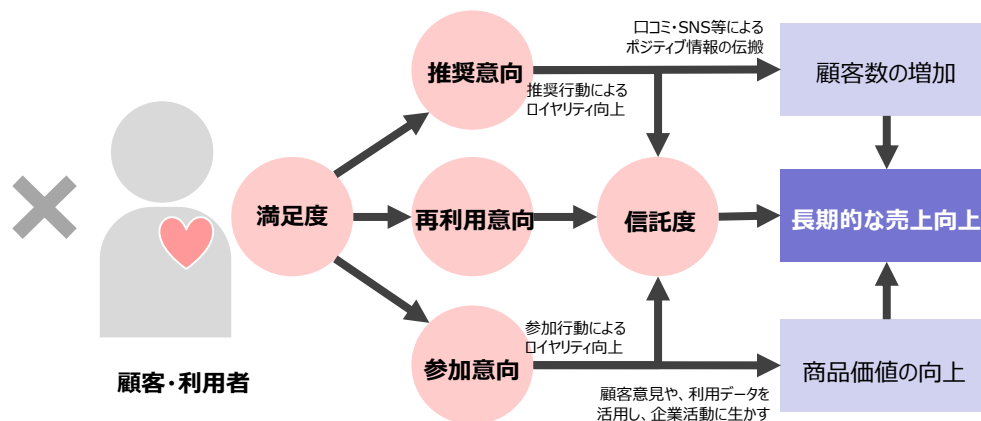 口コミ・SNS等による
ポジティブ情報の伝搬
推奨意向
推奨行動による
ロイヤリティ向上
顧客数の増加
満足度
再利用意向
信託度
長期的な売上向上
参加行動による
ロイヤリティ向上
参加意向
商品価値の向上
顧客・利用者
顧客意見や、利用データを
活用し、企業活動に生かす